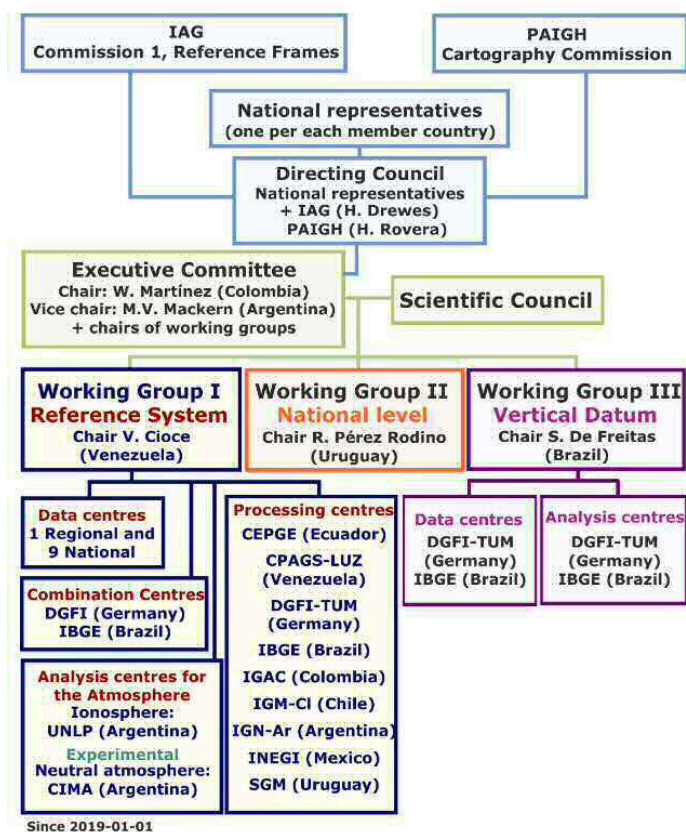 IAG
Commission 1, Reference Frames
PAIGH
Cartography Commission
National representatives
(one per each member country)
Directing Council
National representatives
+ IAG (H. Drewes)
PAIGH (H. Rovera)
Executive Committee
Chair: W. Martínez (Colombia)
Vice chair: M.V. Mackern (Argentina)
+ chairs of working groups
Scientific Council
Working Group I
Reference System
Chair V. Cioce
(Venezuela)
Working Group II
National level
Chair R. Pérez Rodino
(Uruguay)
Working Group III
Vertical Datum
Chair S. De Freitas
(Brazil)
Data centres
1 Regional and
9 National
Combination Centres
DGFI (Germany)
IBGE (Brazil)
Analysis centres for
the Atmosphere
Ionosphere:
UNLP (Argentina)
Experimental
Neutral atmosphere:
CIMA (Argentina)
Processing centres
CEPGE (Ecuador)
CPAGS-LUZ
(Venezuela)
DGFI-TUM
(Germany)
IBGE (Brazil)
IGAC (Colombia)
IGM-Cl (Chile)
IGN-Ar (Argentina)
INEGI (Mexico)
SGM (Uruguay)
Data centres
DGFI-TUM
(Germany)
IBGE (Brazil)
Analysis centres
DGFI-TUM
(Germany)
IBGE (Brazil)
Since 2019-01-01